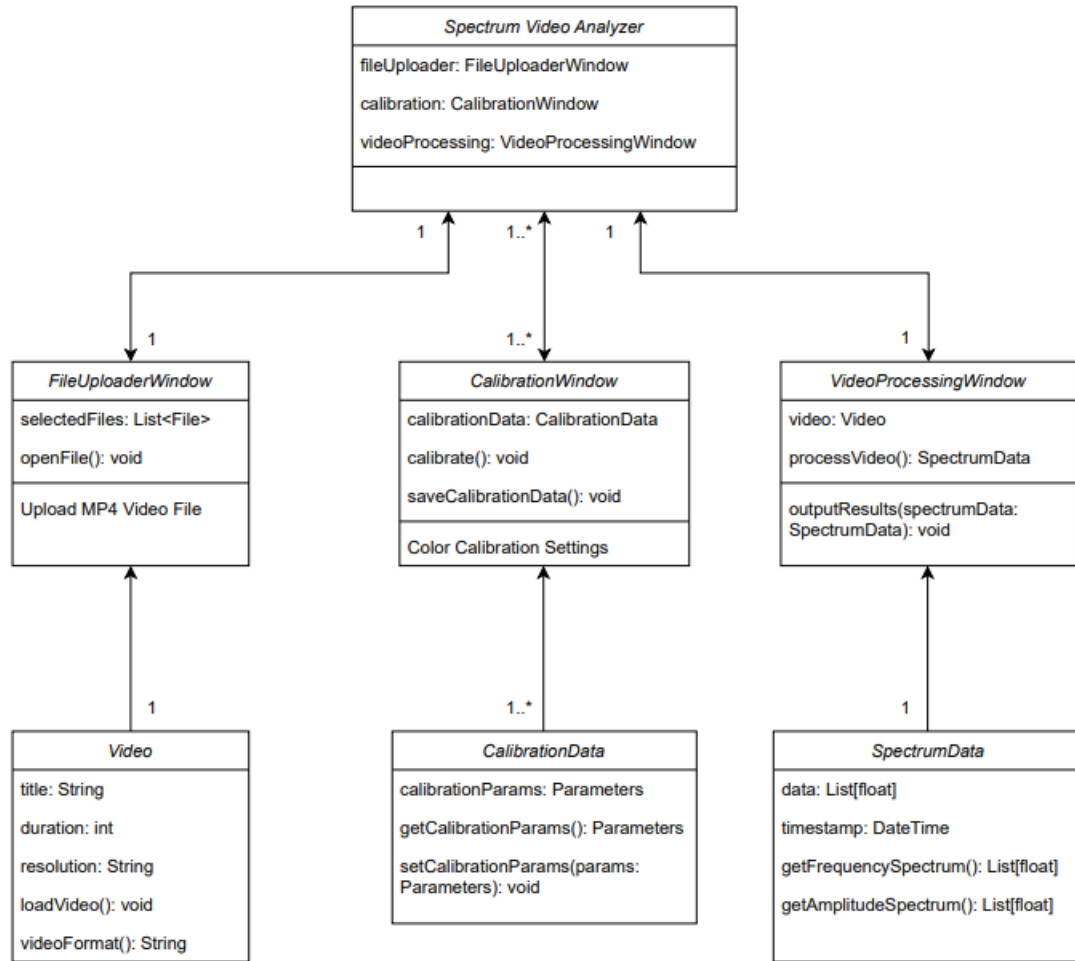 Spectrum Video Analyzer
fileUploader: FileUploaderWindow
calibration: CalibrationWindow
videoProcessing: VideoProcessingWindow
1
1..*
1
1
1..*
1
FileUploaderWindow
selectedFiles: List<File>
openFile(): void
Upload MP4 Video File
CalibrationWindow
calibrationData: CalibrationData
calibrate(): void
saveCalibrationData(): void
Color Calibration Settings
VideoProcessingWindow
video: Video
processVideo(): SpectrumData
outputResults(spectrumData:
SpectrumData): void
1
1..*
1
Video
title: String
duration: int
resolution: String
loadVideo(): void
videoFormat(): String
CalibrationData
calibrationParams: Parameters
getCalibrationParams(): Parameters
setCalibrationParams(params:
Parameters): void
SpectrumData
data: List[float]
timestamp: DateTime
getFrequencySpectrum(): List[float]
getAmplitudeSpectrum(): List[float]